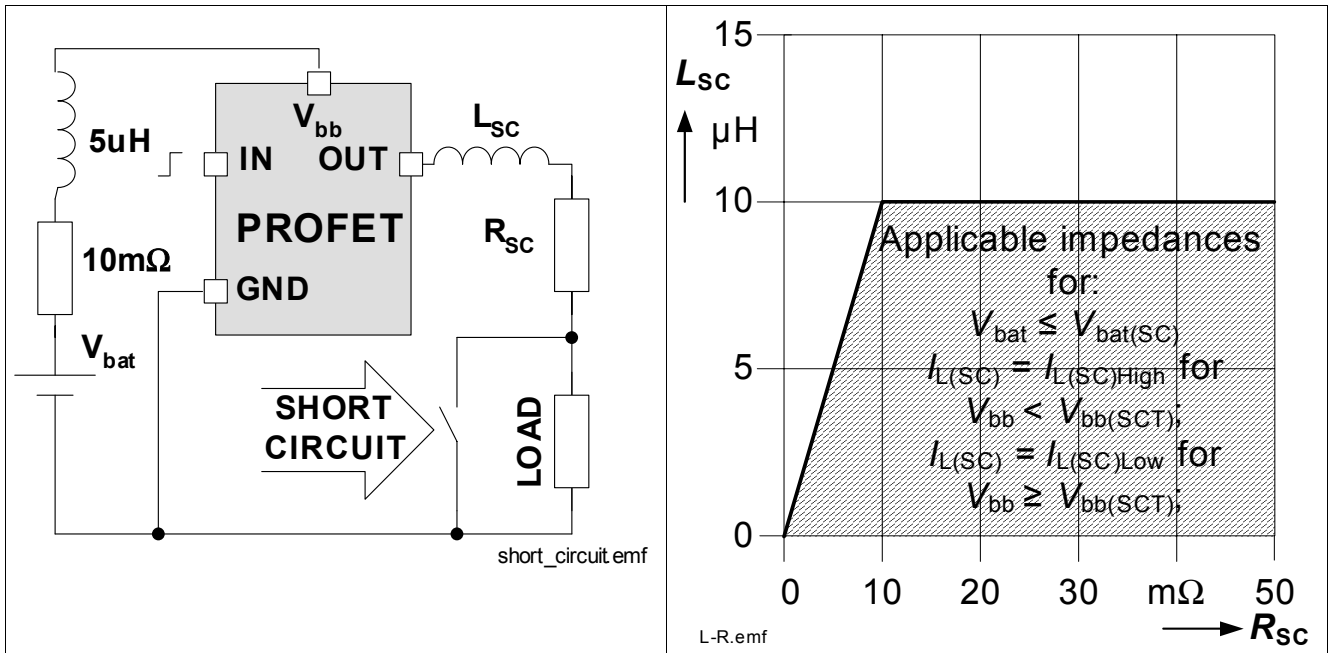 5uH
10mΩ
V_bat
V_bb
IN OUT
PROFET
GND
L_SC
R_SC
SHORT
CIRCUIT
LOAD
short_circuit.emf
15
L_SC
µH
10
5
0
Applicable impedances
for:
V_bat ≤ V_bat(SC)
I_L(SC) = I_L(SC)High for
V_bb < V_bb(SCT);
I_L(SC) = I_L(SC)Low for
V_bb ≥ V_bb(SCT);
0 10 20 30 mΩ 50
R_SC
L-R.emf